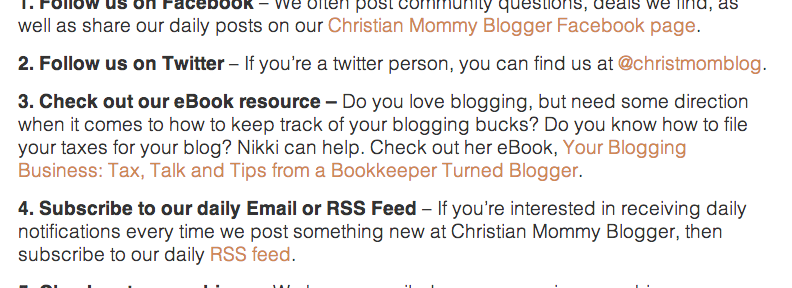 1. Follow us on Facebook – We often post community questions, deals we find, as
well as share our daily posts on our Christian Mommy Blogger Facebook page.
2. Follow us on Twitter – If you're a twitter person, you can find us at @christmomblog.
3. Check out our eBook resource – Do you love blogging, but need some direction
when it comes to how to keep track of your blogging bucks? Do you know how to file
your taxes for your blog? Nikki can help. Check out her eBook, Your Blogging
Business: Tax, Talk and Tips from a Bookkeeper Turned Blogger.
4. Subscribe to our daily Email or RSS Feed – If you're interested in receiving daily
notifications every time we post something new at Christian Mommy Blogger, then
subscribe to our daily RSS feed.